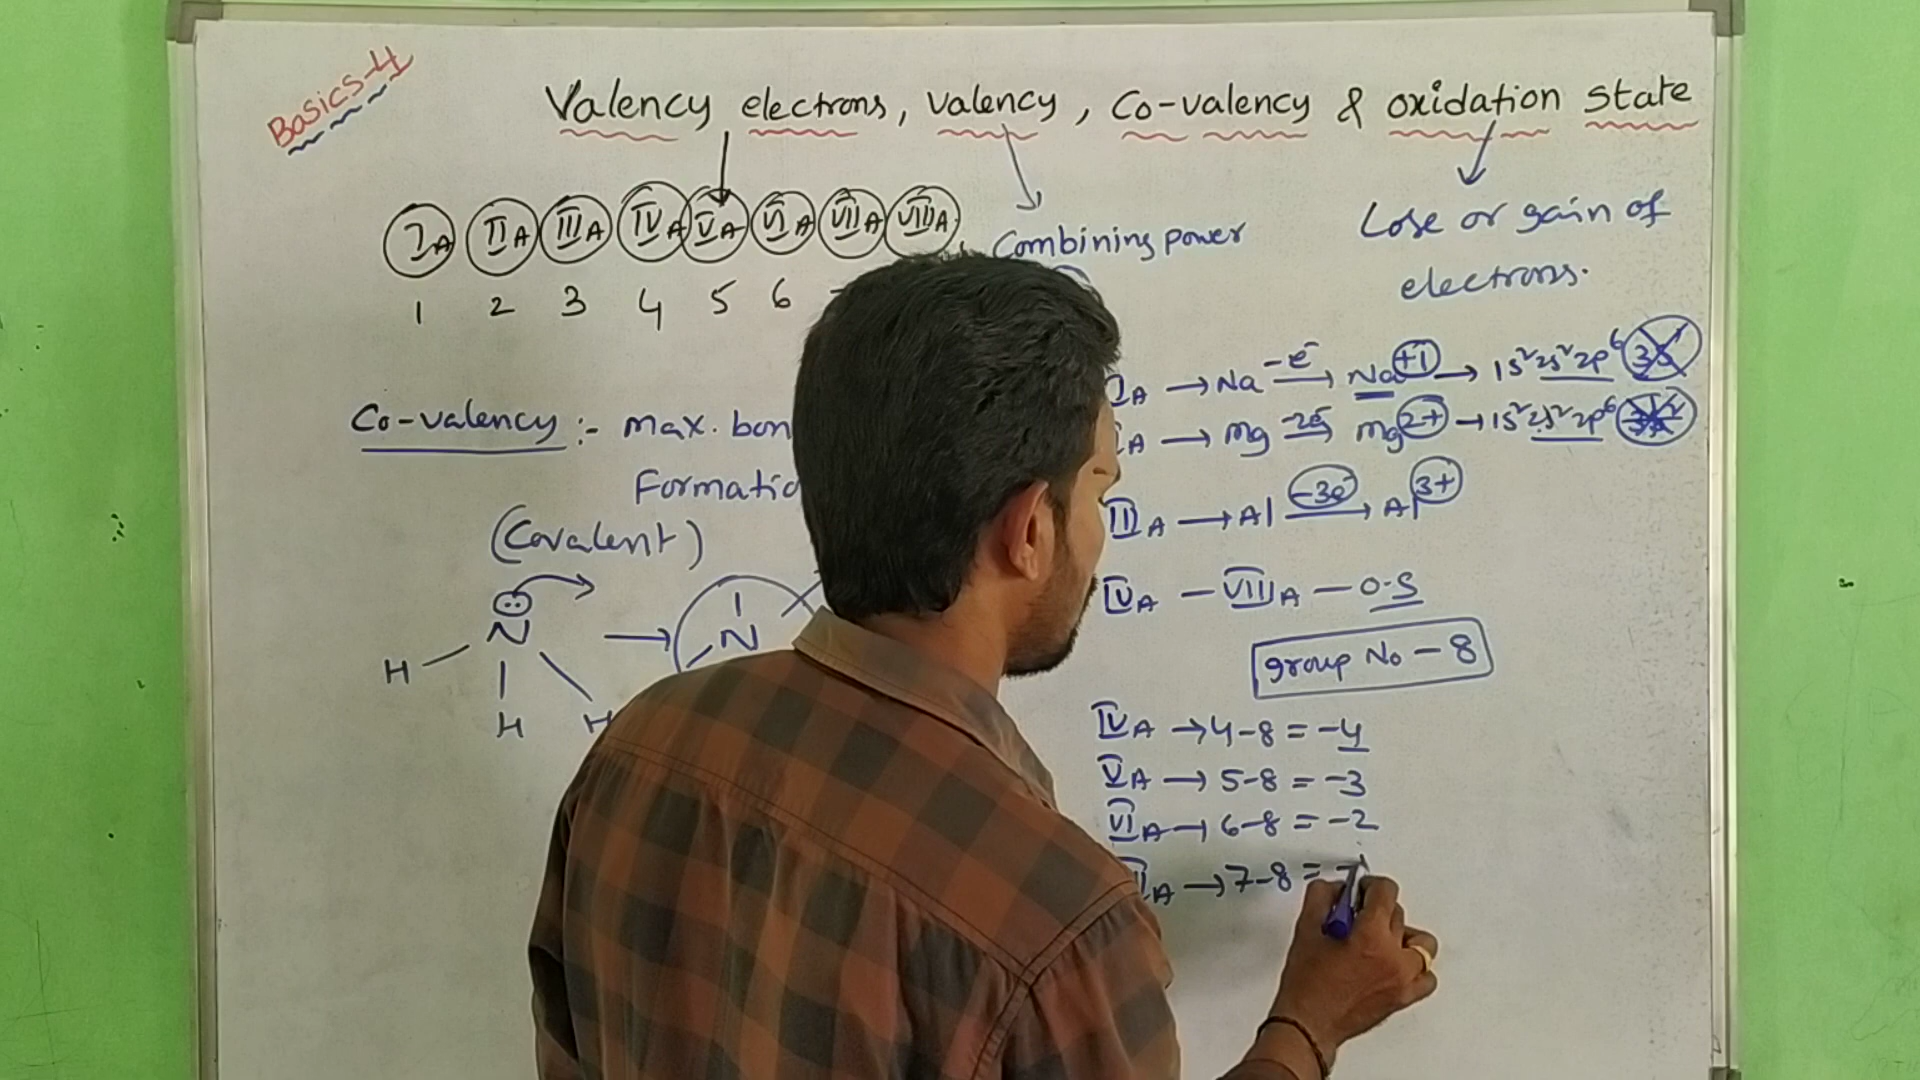 Basics-4
Valency electrons, valency, Co-valency & oxidation state
IA IIA IIIA IVA VA VIA VIIA VIIIA
1 2 3 4 5 6
Combining power
Lose or gain of
electrons.
IA → Na -e⁻ → Na+1 → 1s²2s²2p⁶ 3s
A → mg -2e⁻ → mg2+ → 1s²2s²2p⁶
IIA → Al -3e⁻ → Al3+
IVA - VIIIA - O.S
group No - 8
IVA → 4-8 = -4
VA → 5-8 = -3
VIA → 6-8 = -2
IA → 7-8 = -1
Co-valency :- max. bon
Formatio
(Covalent)
N → N
H
H H